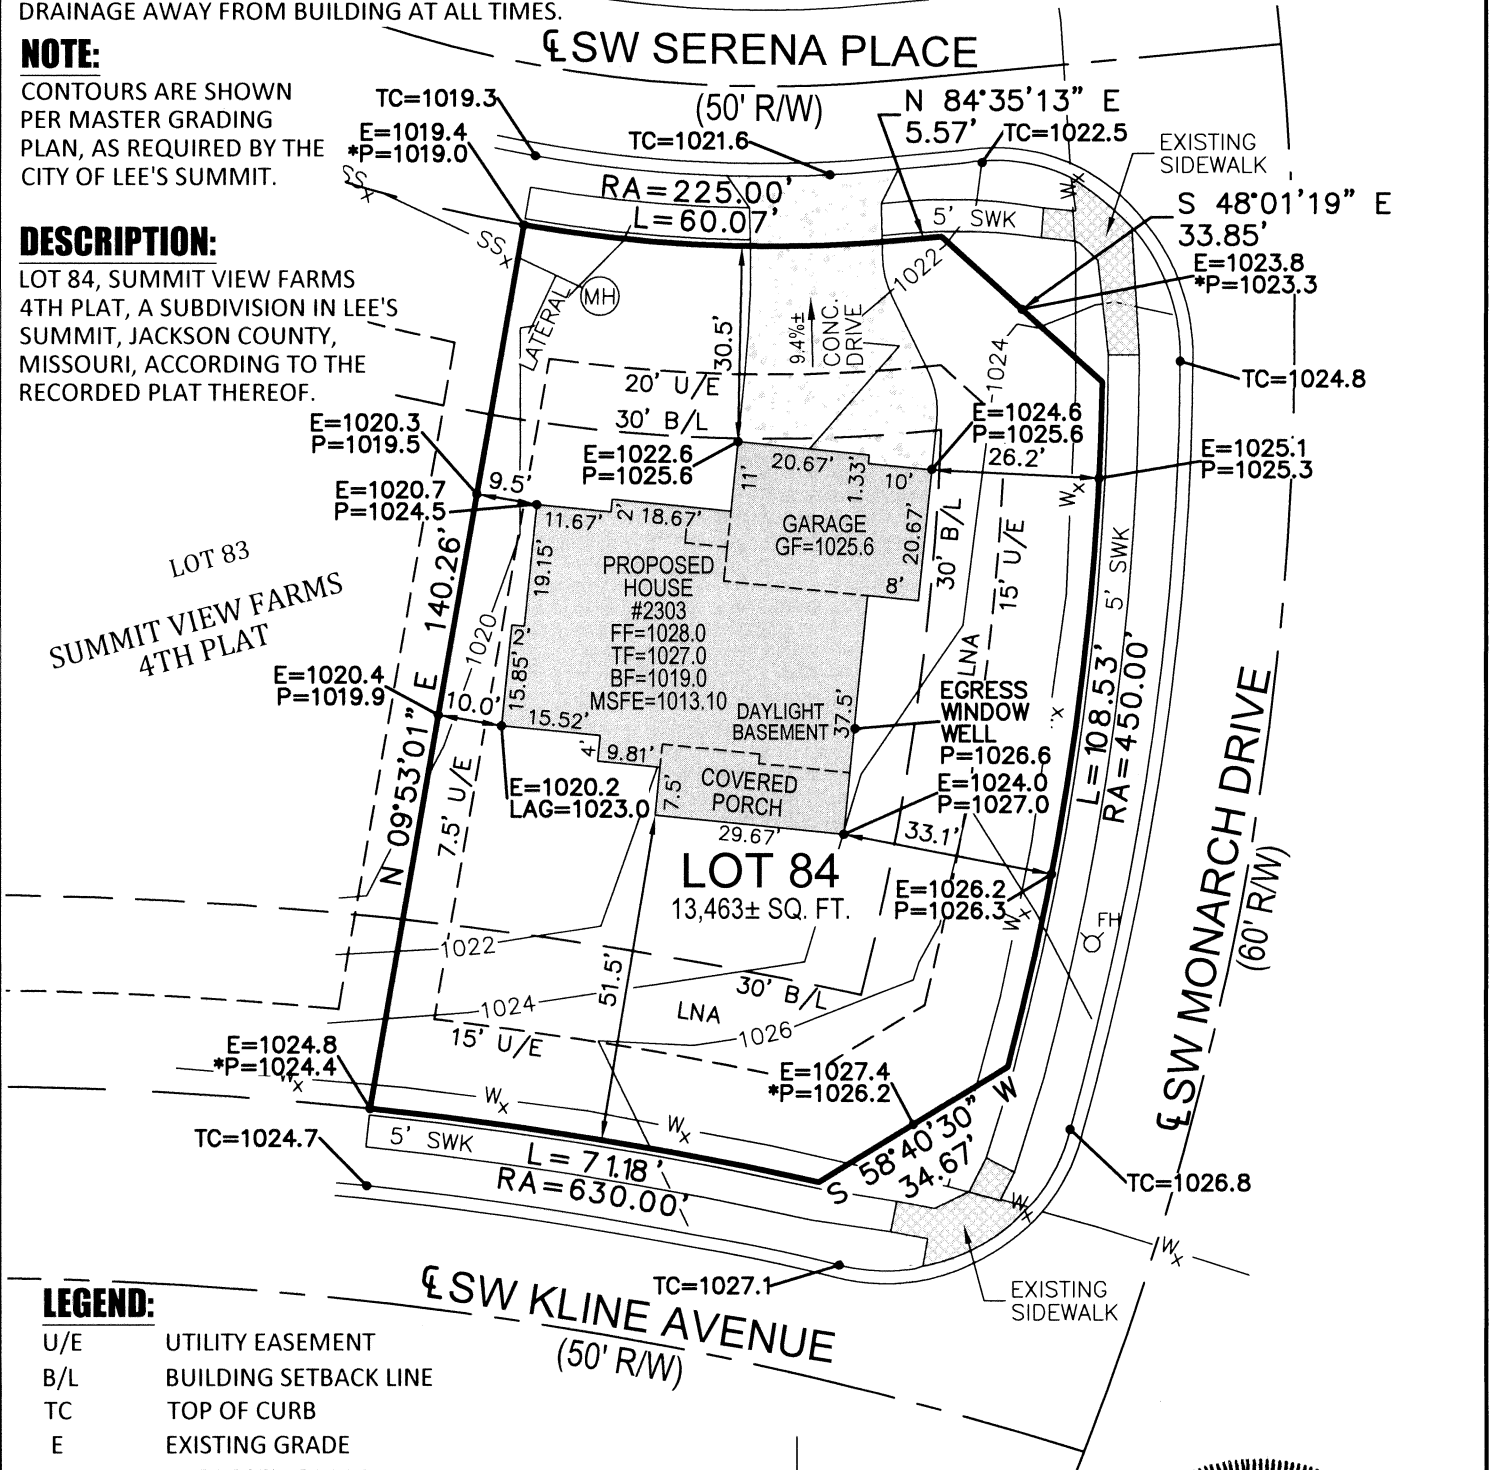 DRAINAGE AWAY FROM BUILDING AT ALL TIMES.
NOTE:
CONTOURS ARE SHOWN
PER MASTER GRADING
PLAN, AS REQUIRED BY THE
CITY OF LEE'S SUMMIT.
DESCRIPTION:
LOT 84, SUMMIT VIEW FARMS
4TH PLAT, A SUBDIVISION IN LEE'S
SUMMIT, JACKSON COUNTY,
MISSOURI, ACCORDING TO THE
RECORDED PLAT THEREOF.
℄ SW SERENA PLACE
(50' R/W)
TC=1019.3
E=1019.4
*P=1019.0
TC=1021.6
N 84°35'13" E
5.57'
TC=1022.5
EXISTING
SIDEWALK
S 48°01'19" E
33.85'
E=1023.8
*P=1023.3
TC=1024.8
RA=225.00'
L=60.07'
5' SWK
SS
X
SS
X
W
X
MH
LATERAL
30.5'
9.4%±
CONC.
DRIVE
1022
1024
20' U/E
30' B/L
E=1020.3
P=1019.5
E=1022.6
P=1025.6
E=1024.6
P=1025.6
E=1025.1
P=1025.3
26.2'
E=1020.7
P=1024.5
9.5'
11.67'
2'
18.67'
11'
20.67'
1.33'
10'
GARAGE
GF=1025.6
20.67'
8'
30' B/L
15' U/E
W
X
5' SWK
LOT 83
SUMMIT VIEW FARMS
4TH PLAT
140.26'
N 09°53'01" E
19.15'
2'
15.85'
1020
PROPOSED
HOUSE
#2303
FF=1028.0
TF=1027.0
BF=1019.0
MSFE=1013.10
DAYLIGHT
BASEMENT
37.5'
LNA
EGRESS
WINDOW
WELL
P=1026.6
E=1020.4
P=1019.9
10.0'
15.52'
4'
9.81'
7.5'
COVERED
PORCH
29.67'
E=1024.0
P=1027.0
33.1'
E=1020.2
LAG=1023.0
7.5' U/E
L=108.53'
RA=450.00'
LOT 84
13,463± SQ. FT.
E=1026.2
P=1026.3
W
X
FH
℄ SW MONARCH DRIVE
(60' R/W)
1022
1024
51.5'
30' B/L
LNA
1026
15' U/E
E=1024.8
*P=1024.4
W
X
W
X
W
X
E=1027.4
*P=1026.2
S 58°40'30" W
34.67'
TC=1024.7
5' SWK
L=71.18'
RA=630.00'
TC=1026.8
W
X
W
X
TC=1027.1
EXISTING
SIDEWALK
℄ SW KLINE AVENUE
(50' R/W)
LEGEND:
U/E UTILITY EASEMENT
B/L BUILDING SETBACK LINE
TC TOP OF CURB
E EXISTING GRADE